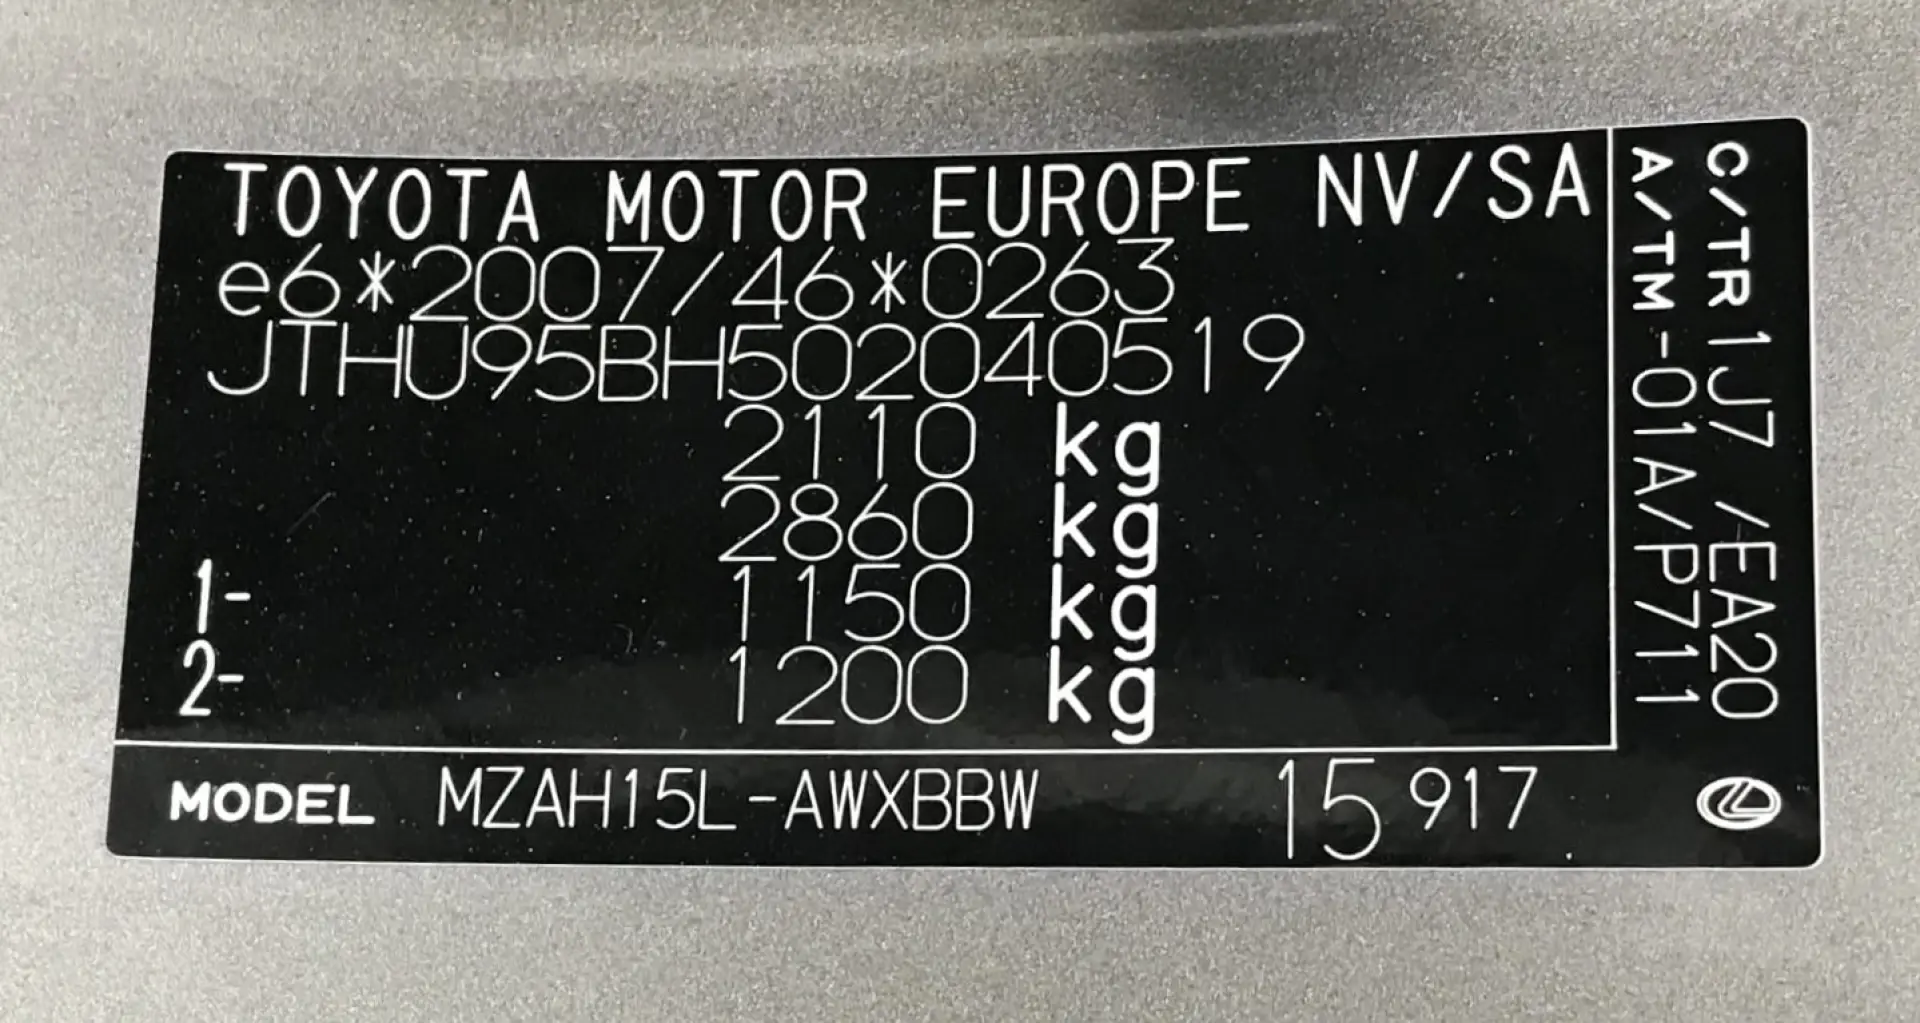 TOYOTA MOTOR EUROPE NV/SA
e6*2007/46*0263
JTHU95BH502040519
2110 kg
2860 kg
1- 1150 kg
2- 1200 kg
MODEL MZAH15L-AWXBBW 15 917
C/TR 1J7 /EA20
A/TM -01A/P711